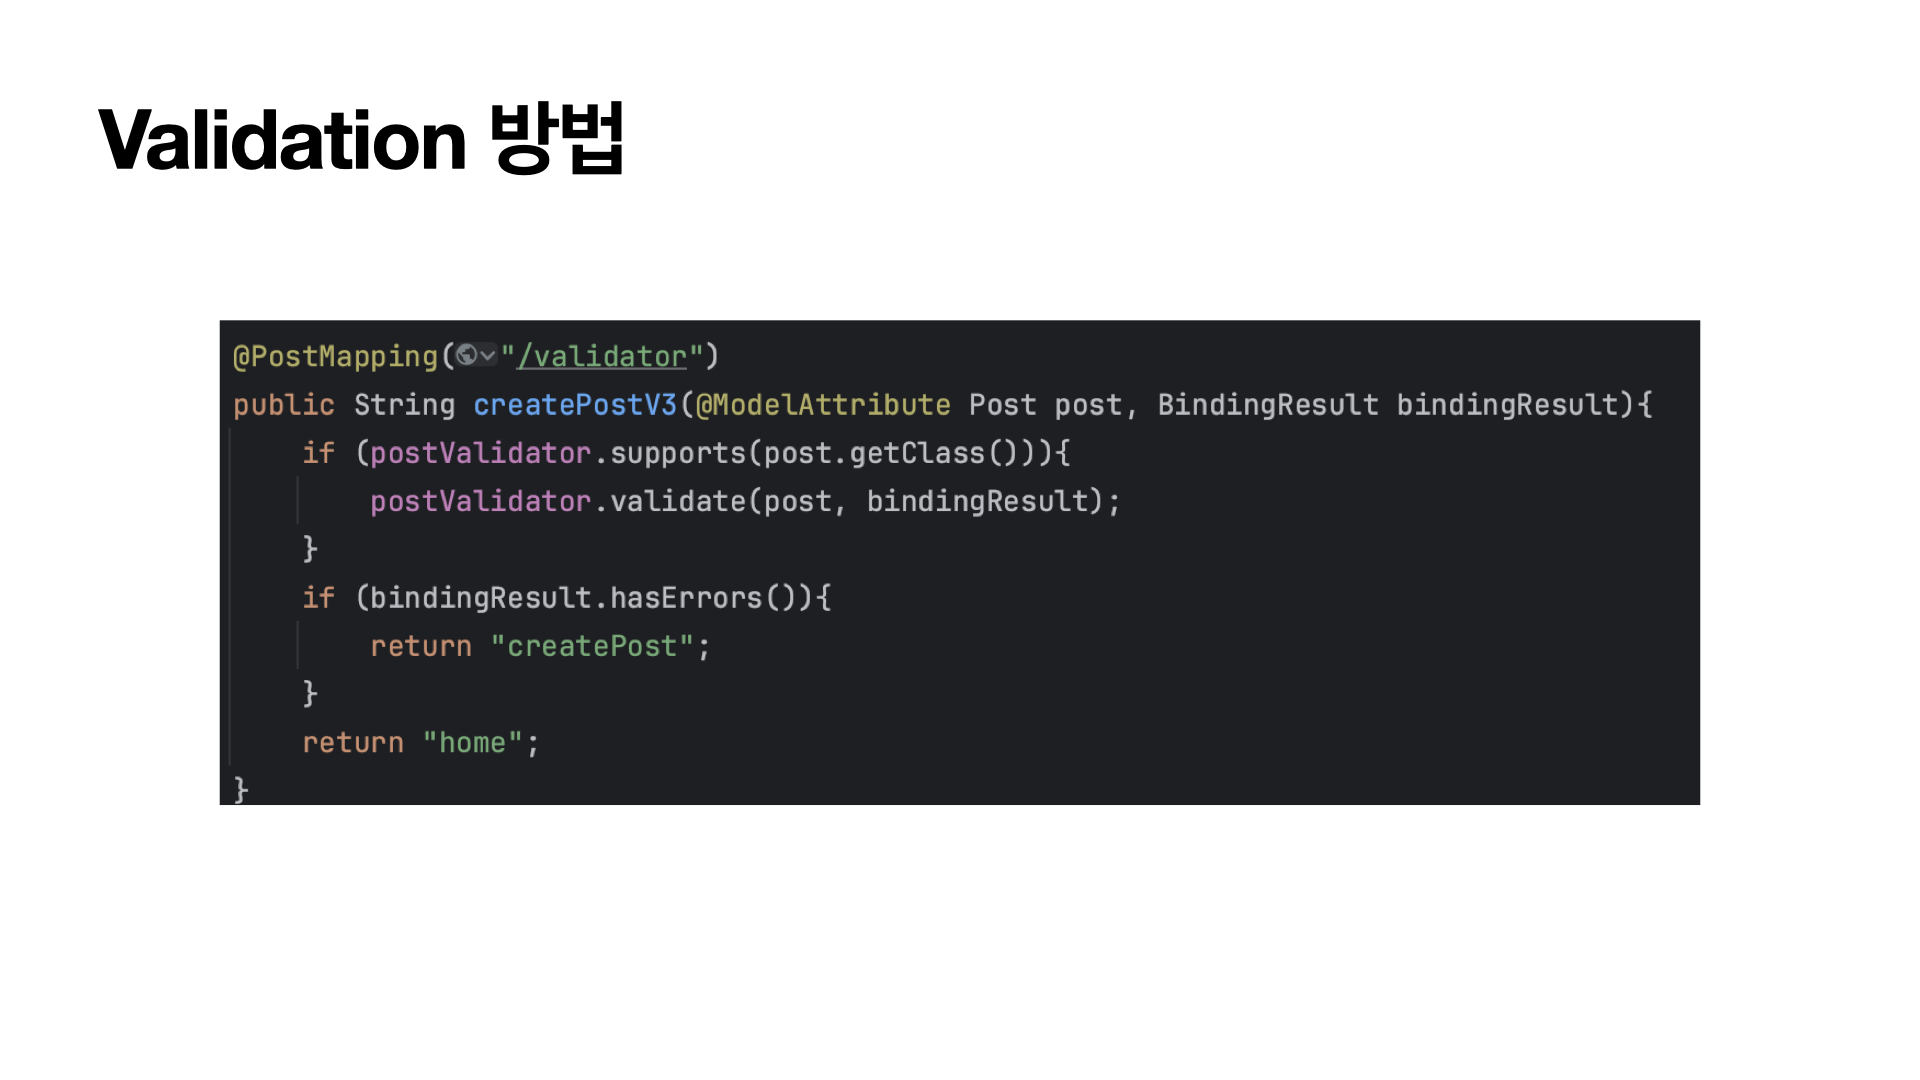 Validation 방법
@PostMapping("/validator")
public String createPostV3(@ModelAttribute Post post, BindingResult bindingResult){
    if (postValidator.supports(post.getClass())){
        postValidator.validate(post, bindingResult);
    }
    if (bindingResult.hasErrors()){
        return "createPost";
    }
    return "home";
}